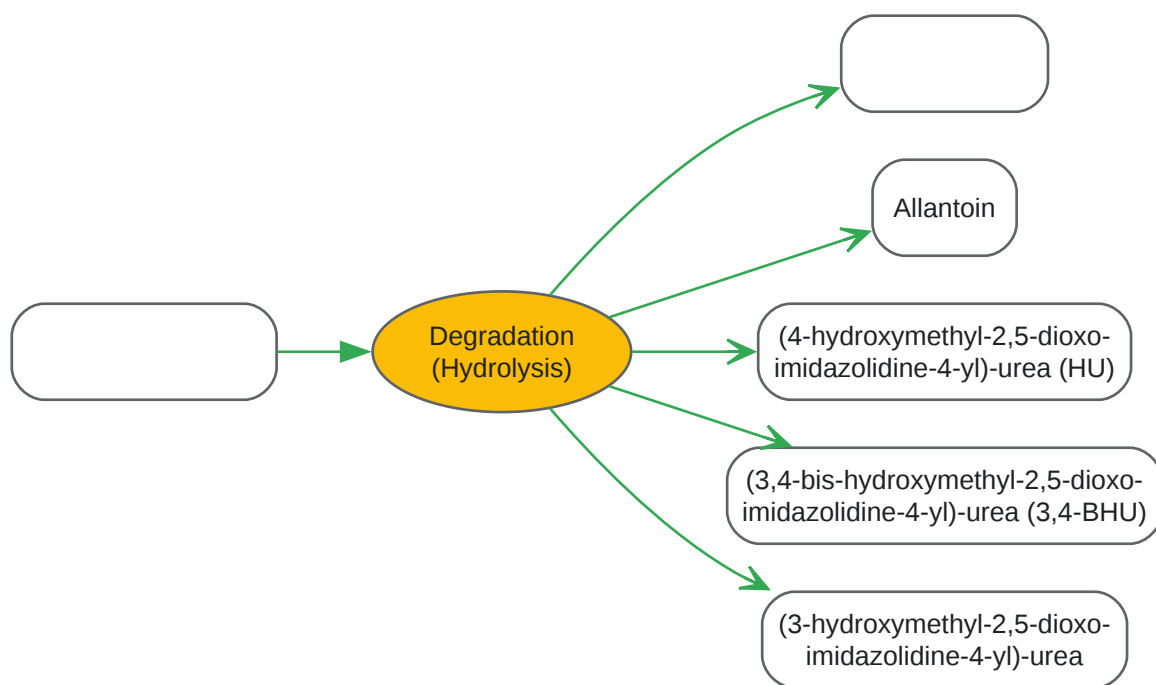 Allantoin
Degradation
(Hydrolysis)
(4-hydroxymethyl-2,5-dioxo-
imidazolidine-4-yl)-urea (HU)
(3,4-bis-hydroxymethyl-2,5-dioxo-
imidazolidine-4-yl)-urea (3,4-BHU)
(3-hydroxymethyl-2,5-dioxo-
imidazolidine-4-yl)-urea